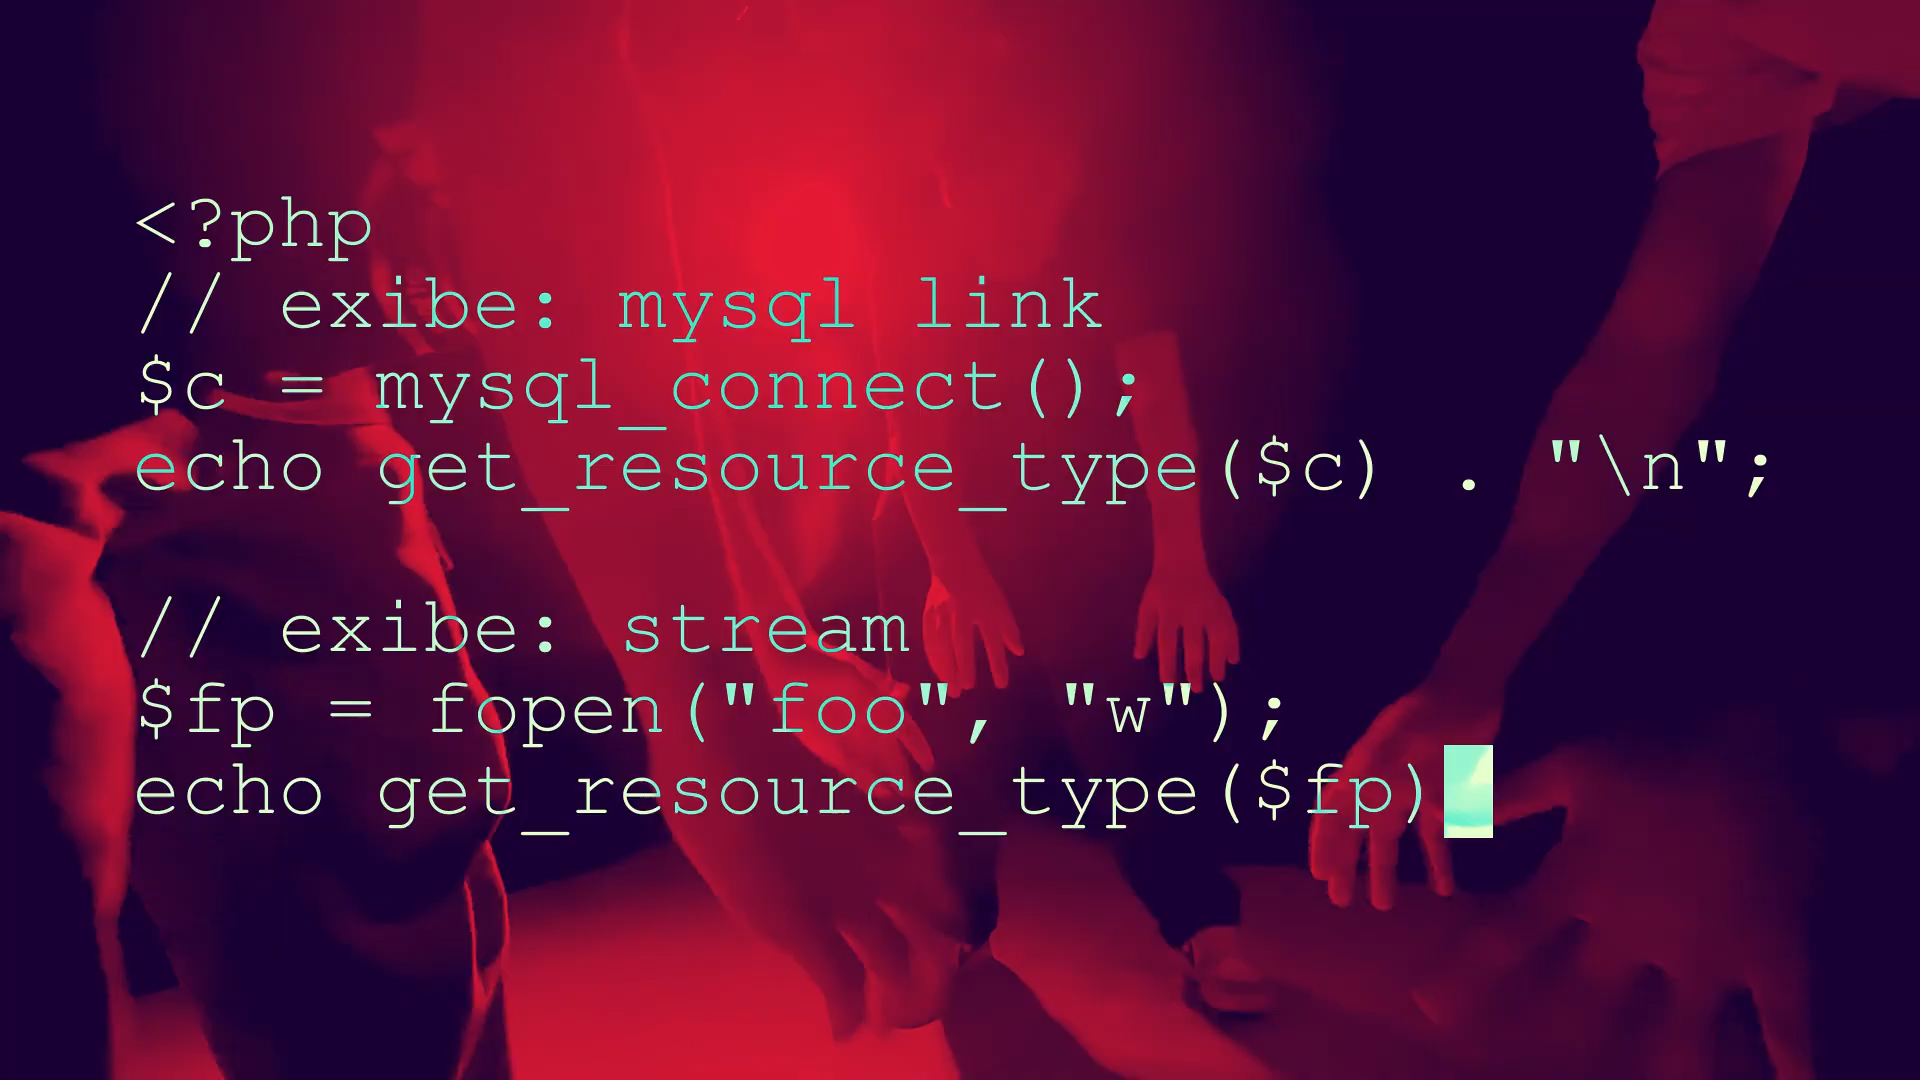 <?php
// exibe: mysql link
$c = mysql_connect();
echo get_resource_type($c) . "\n";
// exibe: stream
$fp = fopen("foo", "w");
echo get_resource_type($fp)